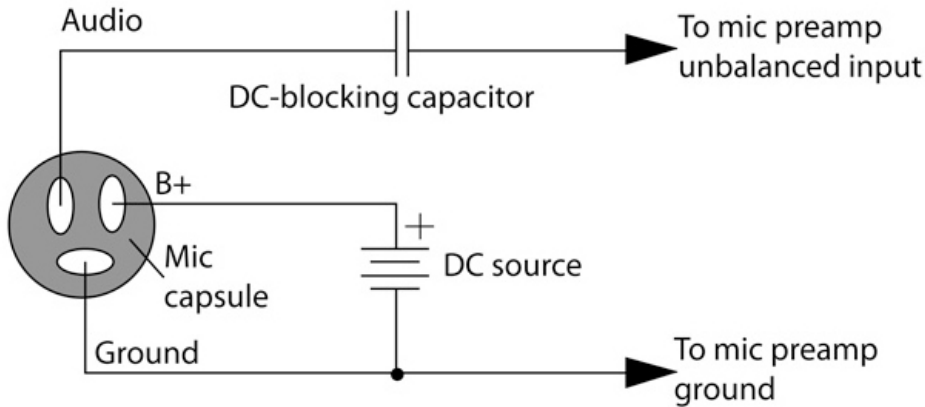 Audio
To mic preamp
unbalanced input
DC-blocking capacitor
B+
+
Mic
capsule
DC source
Ground
To mic preamp
ground